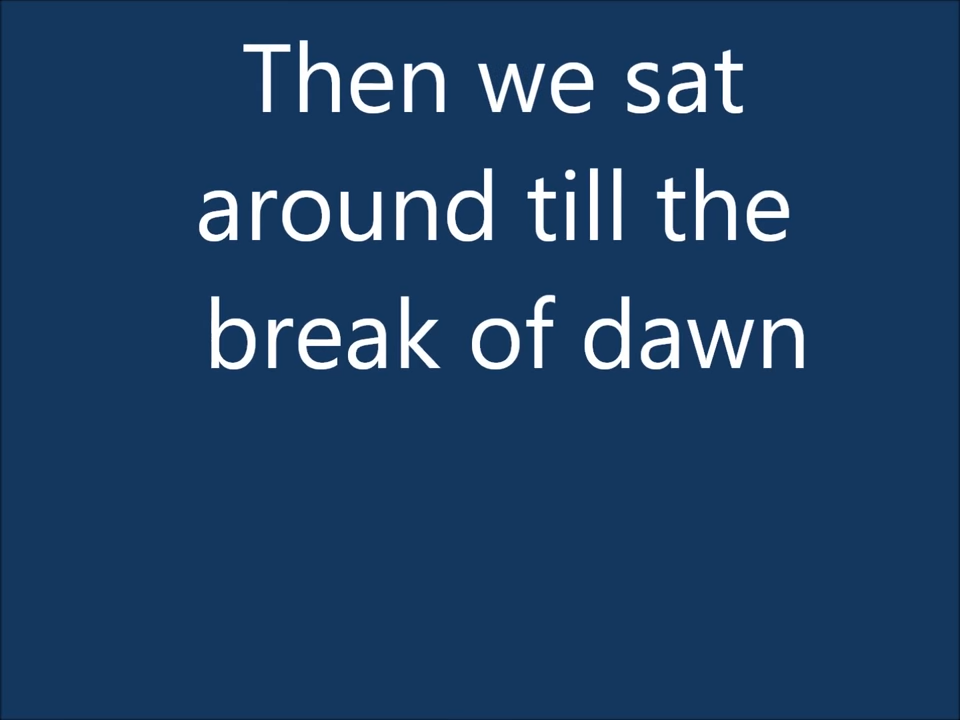 Then we sat
around till the
break of dawn